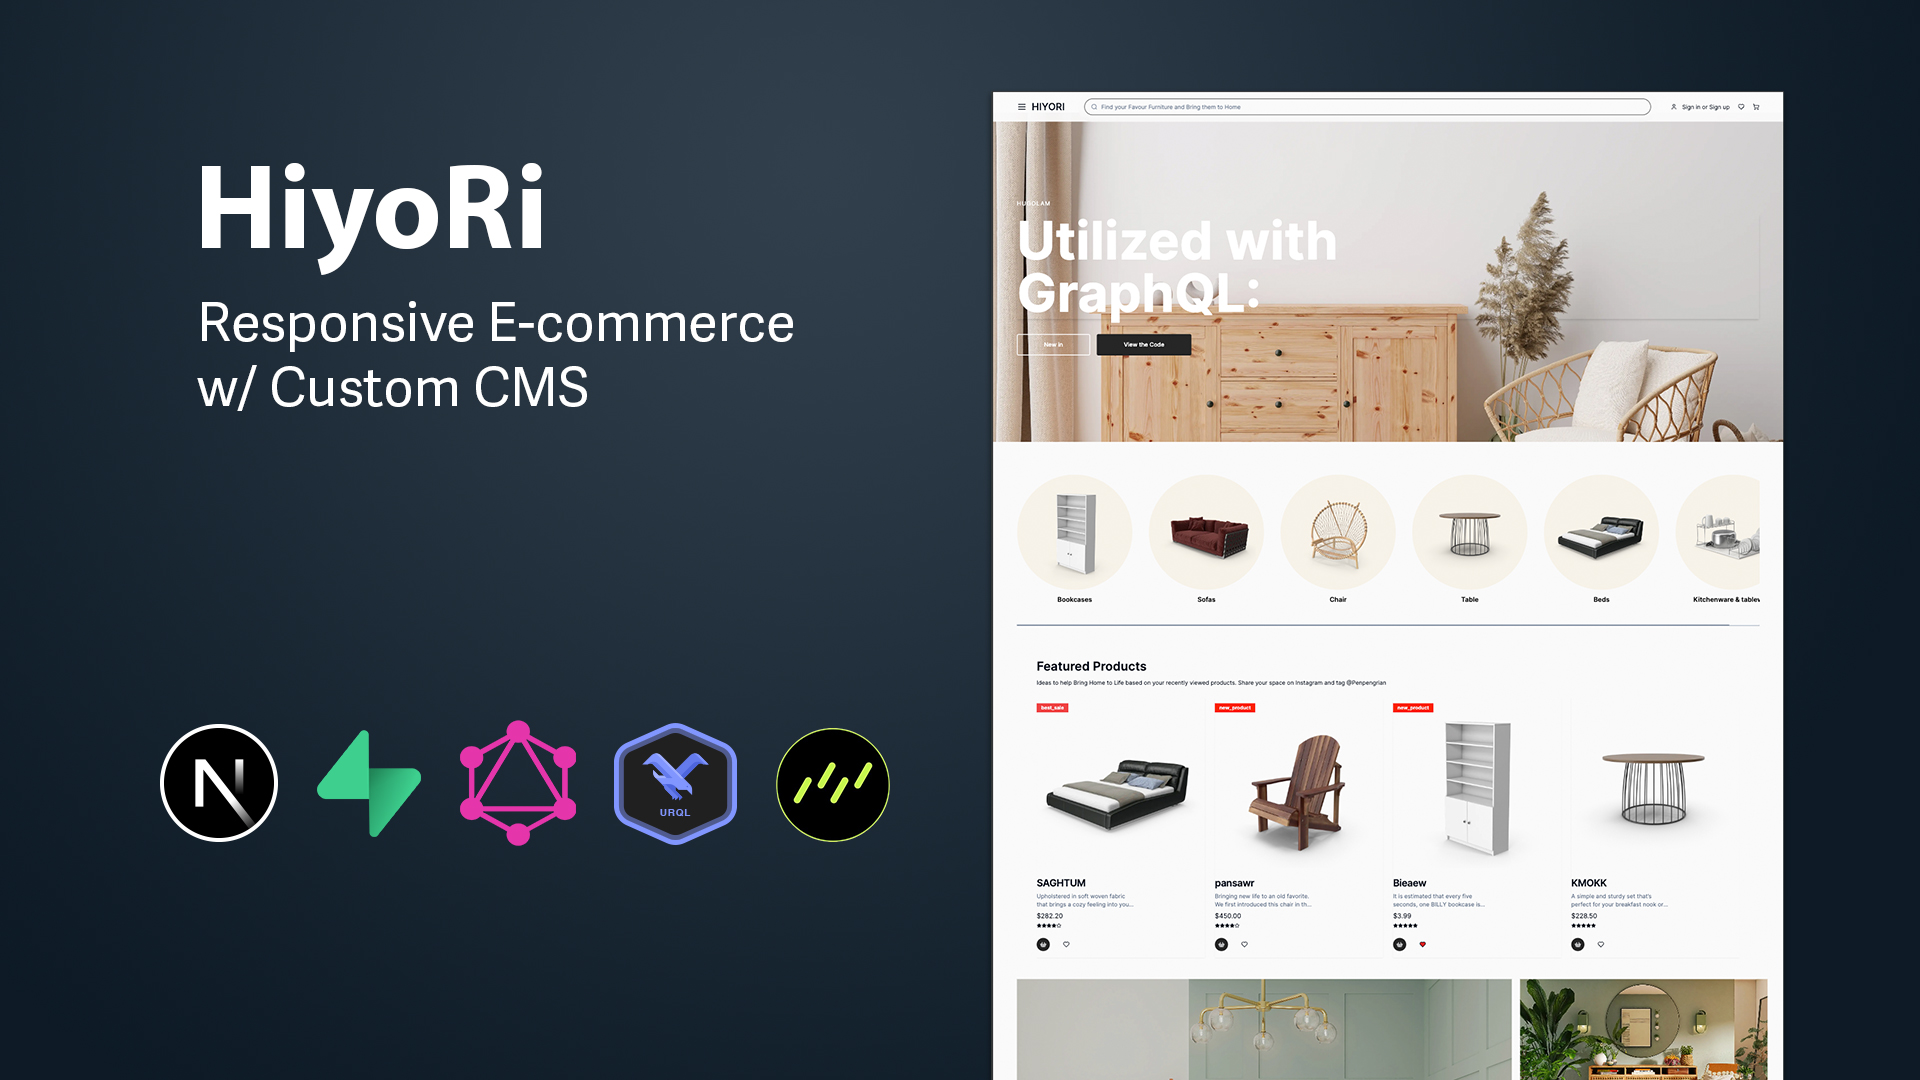 HiyoRi
Responsive E-commerce
w/ Custom CMS
URQL
HIYORI
Find your Favour Furniture and Bring them to Home
Sign in or Sign up
HUGOLAM
Utilized with
GraphQL:
New in
View the Code
Bookcases
Sofas
Chair
Table
Beds
Kitchenware & tablew
Featured Products
Ideas to help Bring Home to Life based on your recently viewed products. Share your space on Instagram and tag @Penpengrian
best_sale
new_product
new_product
SAGHTUM
Upholstered in soft woven fabric
that brings a cozy feeling into you...
$282.20
pansawr
Bringing new life to an old favorite.
We first introduced this chair in th...
$450.00
Bieaew
It is estimated that every five
seconds, one BILLY bookcase is...
$3.99
KMOKK
A simple and sturdy set that's
perfect for your breakfast nook or...
$228.50